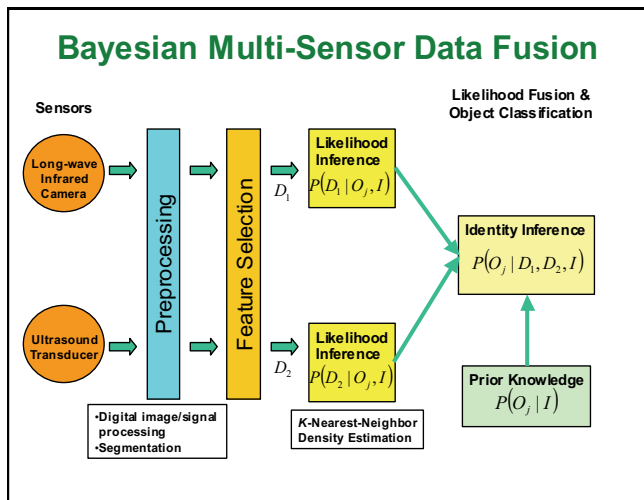 Bayesian Multi-Sensor Data Fusion
Sensors
Likelihood Fusion &
Object Classification
Long-wave
Infrared
Camera
Preprocessing
Feature Selection
D₁
Likelihood
Inference
P(D₁ | Oⱼ, I)
Identity Inference
P(Oⱼ | D₁, D₂, I)
Ultrasound
Transducer
D₂
Likelihood
Inference
P(D₂ | Oⱼ, I)
Prior Knowledge
P(Oⱼ | I)
•Digital image/signal
processing
•Segmentation
K-Nearest-Neighbor
Density Estimation